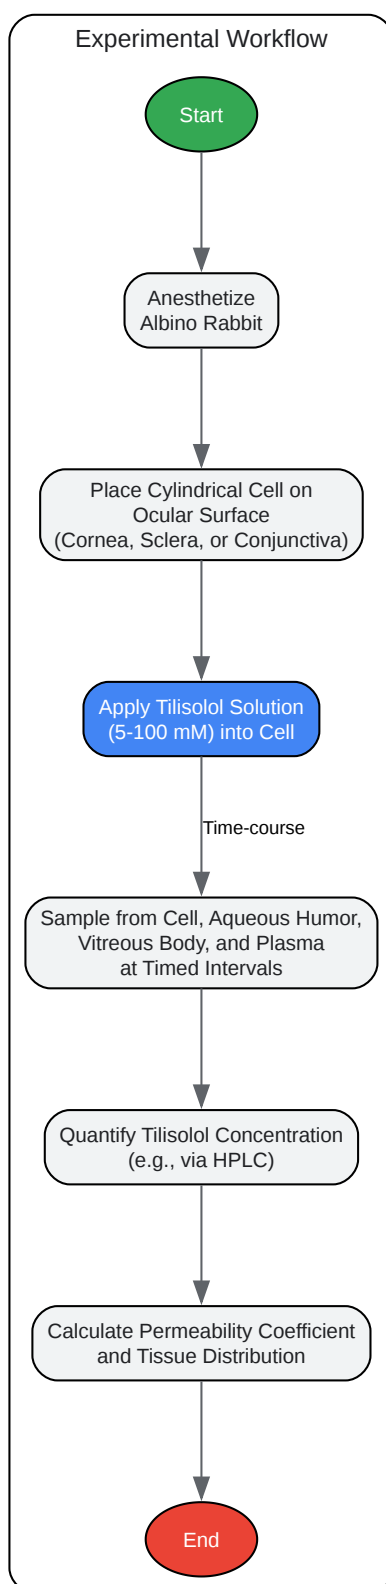 Experimental Workflow
Start
Anesthetize
Albino Rabbit
Place Cylindrical Cell on
Ocular Surface
(Cornea, Sclera, or Conjunctiva)
Apply Tilisolol Solution
(5-100 mM) into Cell
Time-course
Sample from Cell, Aqueous Humor,
Vitreous Body, and Plasma
at Timed Intervals
Quantify Tilisolol Concentration
(e.g., via HPLC)
Calculate Permeability Coefficient
and Tissue Distribution
End